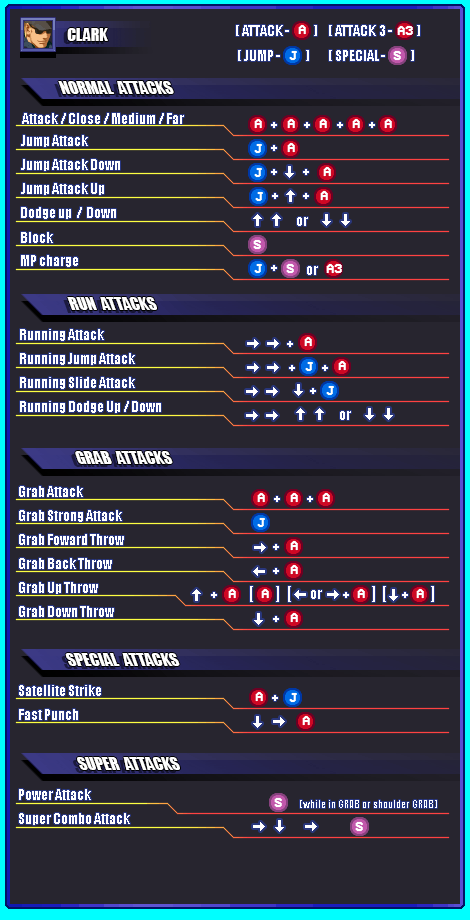 CLARK
[ ATTACK - A ] [ ATTACK 3 - A3 ]
[ JUMP - J ] [ SPECIAL - S ]
NORMAL ATTACKS
Attack / Close / Medium / Far A + A + A + A + A
Jump Attack J + A
Jump Attack Down J + ↓ + A
Jump Attack Up J + ↑ + A
Dodge up / Down ↑ ↑ or ↓ ↓
Block S
MP charge J + S or A3
RUN ATTACKS
Running Attack → → + A
Running Jump Attack → → + J + A
Running Slide Attack → → ↓ + J
Running Dodge Up / Down → → ↑ ↑ or ↓ ↓
GRAB ATTACKS
Grab Attack A + A + A
Grab Strong Attack J
Grab Foward Throw → + A
Grab Back Throw ← + A
Grab Up Throw ↑ + A [ A ] [ ← or → + A ] [ ↓ + A ]
Grab Down Throw ↓ + A
SPECIAL ATTACKS
Satellite Strike A + J
Fast Punch ↓ → A
SUPER ATTACKS
Power Attack S [while in GRAB or shoulder GRAB]
Super Combo Attack → ↓ → S